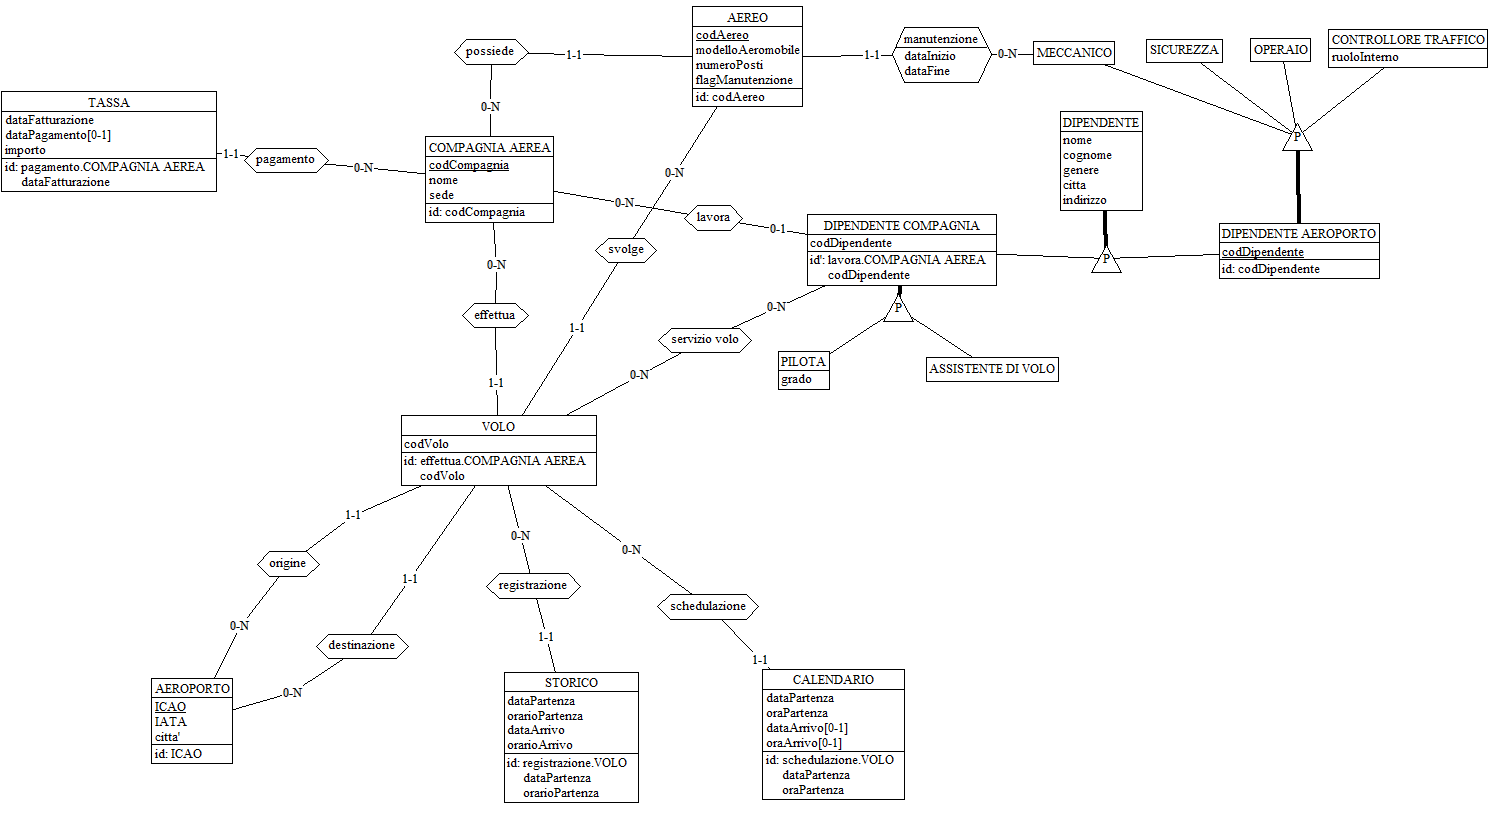 AEREO
codAereo
modelloAeromobile
numeroPosti
flagManutenzione
id: codAereo
possiede
1-1
0-N
manutenzione
dataInizio
dataFine
1-1
0-N
MECCANICO
SICUREZZA
OPERAIO
CONTROLLORE TRAFFICO
ruoloInterno
P
TASSA
dataFatturazione
dataPagamento[0-1]
importo
id: pagamento.COMPAGNIA AEREA
dataFatturazione
1-1
pagamento
0-N
COMPAGNIA AEREA
codCompagnia
nome
sede
id: codCompagnia
DIPENDENTE
nome
cognome
genere
citta
indirizzo
0-N
0-N
lavora
0-1
DIPENDENTE COMPAGNIA
codDipendente
id': lavora.COMPAGNIA AEREA
codDipendente
P
DIPENDENTE AEROPORTO
codDipendente
id: codDipendente
svolge
1-1
0-N
effettua
1-1
0-N
servizio volo
0-N
P
PILOTA
grado
ASSISTENTE DI VOLO
VOLO
codVolo
id: effettua.COMPAGNIA AEREA
codVolo
1-1
origine
0-N
1-1
destinazione
0-N
0-N
registrazione
1-1
0-N
schedulazione
1-1
AEROPORTO
ICAO
IATA
citta'
id: ICAO
STORICO
dataPartenza
orarioPartenza
dataArrivo
orarioArrivo
id: registrazione.VOLO
dataPartenza
orarioPartenza
CALENDARIO
dataPartenza
oraPartenza
dataArrivo[0-1]
oraArrivo[0-1]
id: schedulazione.VOLO
dataPartenza
oraPartenza